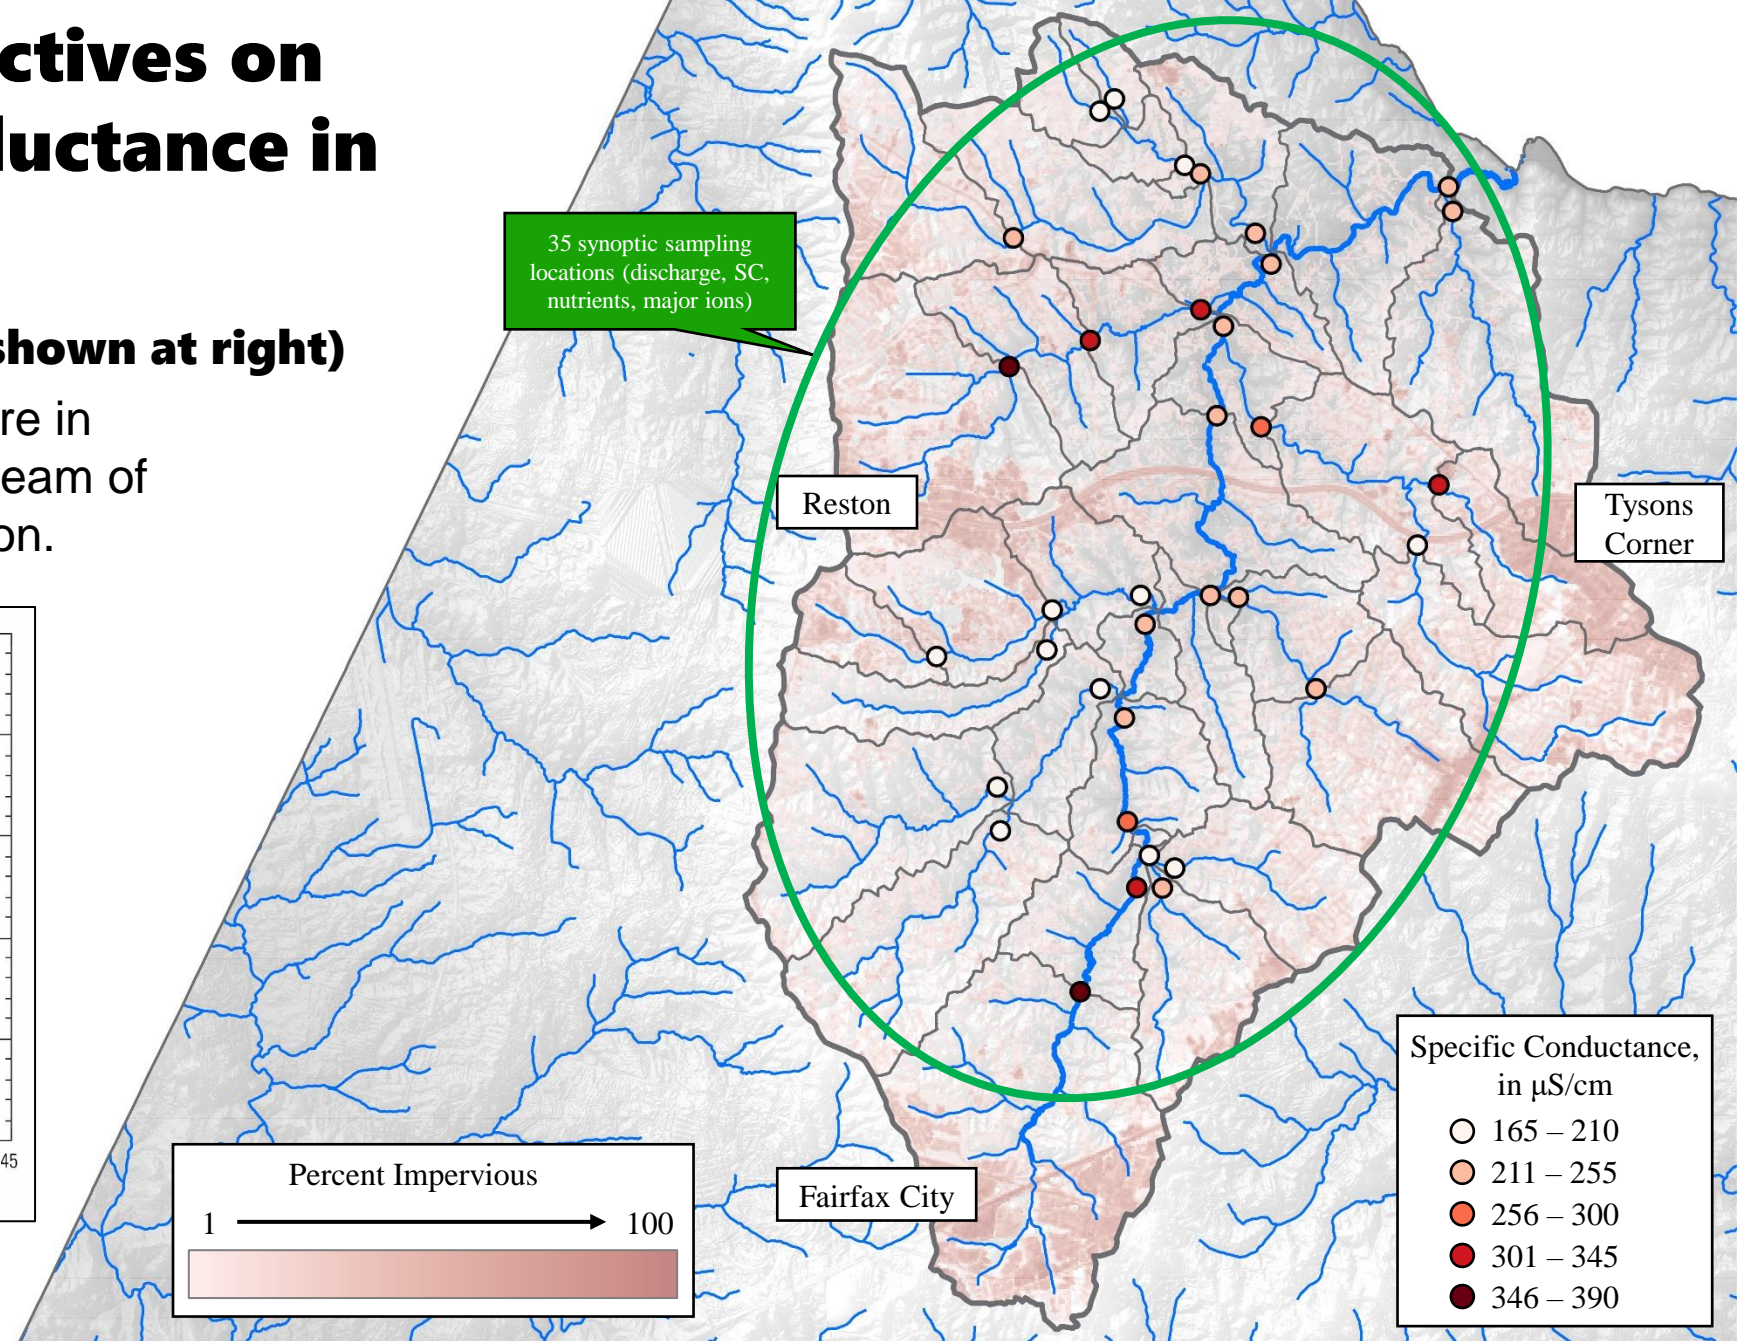 ctives on
ductance in
shown at right)
re in
eam of
on.
45
35 synoptic sampling
locations (discharge, SC,
nutrients, major ions)
Reston
Tysons
Corner
Fairfax City
Percent Impervious
1
100
Specific Conductance,
in µS/cm
165 – 210
211 – 255
256 – 300
301 – 345
346 – 390